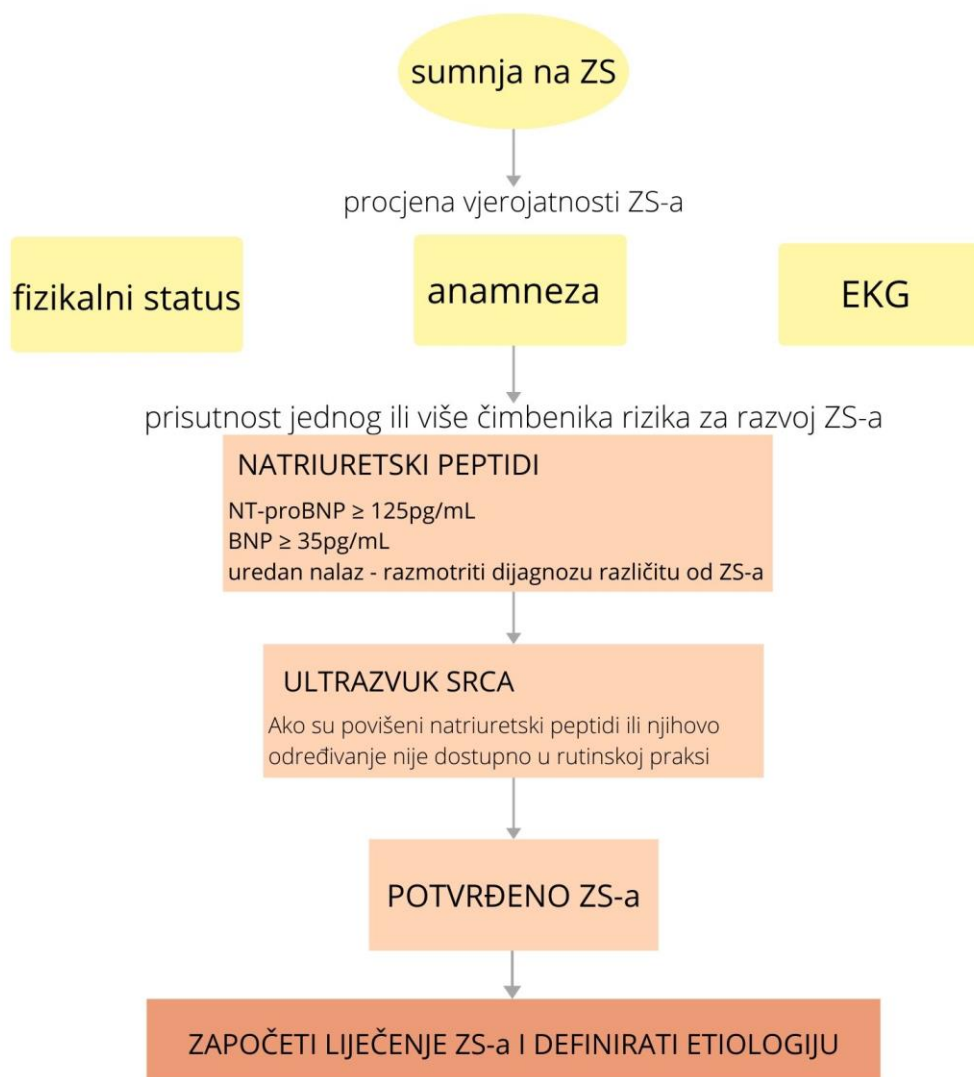 sumnja na ZS
procjena vjerojatnosti ZS-a
fizikalni status
anamneza
EKG
prisutnost jednog ili više čimbenika rizika za razvoj ZS-a
NATRIURETSKI PEPTIDI
NT-proBNP ≥ 125pg/mL
BNP ≥ 35pg/mL
uredan nalaz - razmotriti dijagnozu različitu od ZS-a
ULTRAZVUK SRCA
Ako su povišeni natriuretski peptidi ili njihovo
određivanje nije dostupno u rutinskoj praksi
POTVRĐENO ZS-a
ZAPOČETI LIJEČENJE ZS-a I DEFINIRATI ETIOLOGIJU